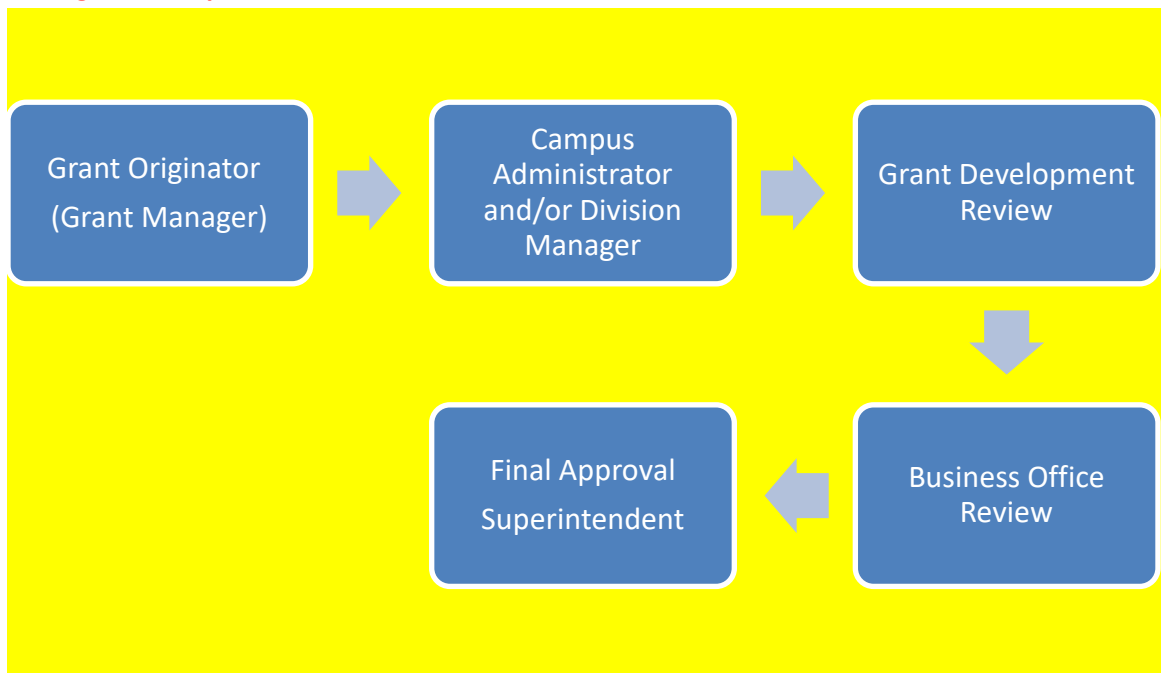 Grant Originator
(Grant Manager)
Campus
Administrator
and/or Division
Manager
Grant Development
Review
Business Office
Review
Final Approval
Superintendent